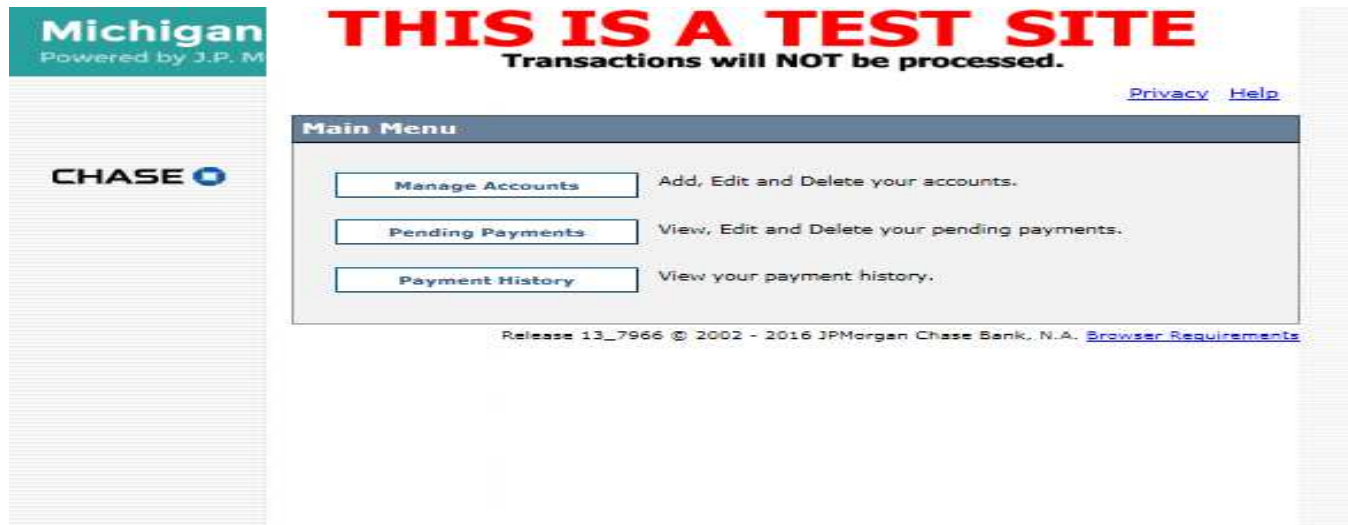 Michigan
Powered by J.P. M
THIS IS A TEST SITE
Transactions will NOT be processed.
Privacy Help
Main Menu
CHASE
Manage Accounts Add, Edit and Delete your accounts.
Pending Payments View, Edit and Delete your pending payments.
Payment History View your payment history.
Release 13_7966 © 2002 - 2016 JPMorgan Chase Bank, N.A. Browser Requirements